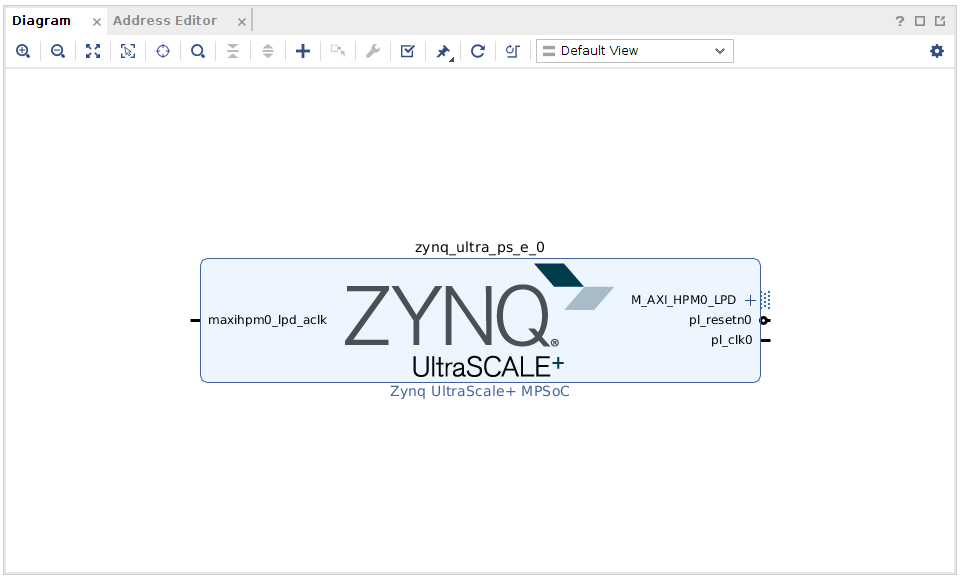 Diagram
Address Editor
Default View
zynq_ultra_ps_e_0
M_AXI_HPM0_LPD
maxihpm0_lpd_aclk
pl_resetn0
pl_clk0
ZYNQ®
UltraSCALE+
Zynq UltraScale+ MPSoC